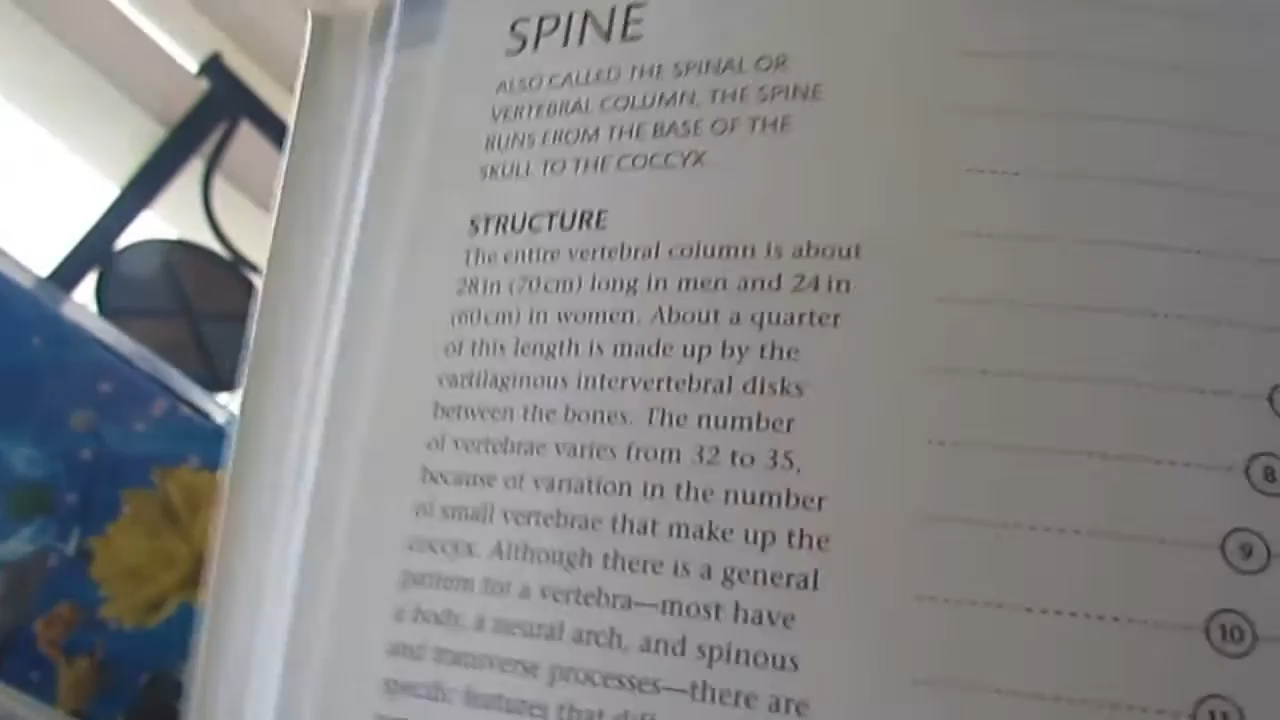 SPINE
ALSO CALLED THE SPINAL OR
VERTEBRAL COLUMN, THE SPINE
RUNS FROM THE BASE OF THE
SKULL TO THE COCCYX
STRUCTURE
The entire vertebral column is about
28in (70cm) long in men and 24in
(60cm) in women. About a quarter
of this length is made up by the
cartilaginous intervertebral disks
between the bones. The number
of vertebrae varies from 32 to 35,
because of variation in the number
of small vertebrae that make up the
coccyx. Although there is a general
pattern for a vertebra—most have
a body, a neural arch, and spinous
and transverse processes—there are
specific features that
8
9
10
11